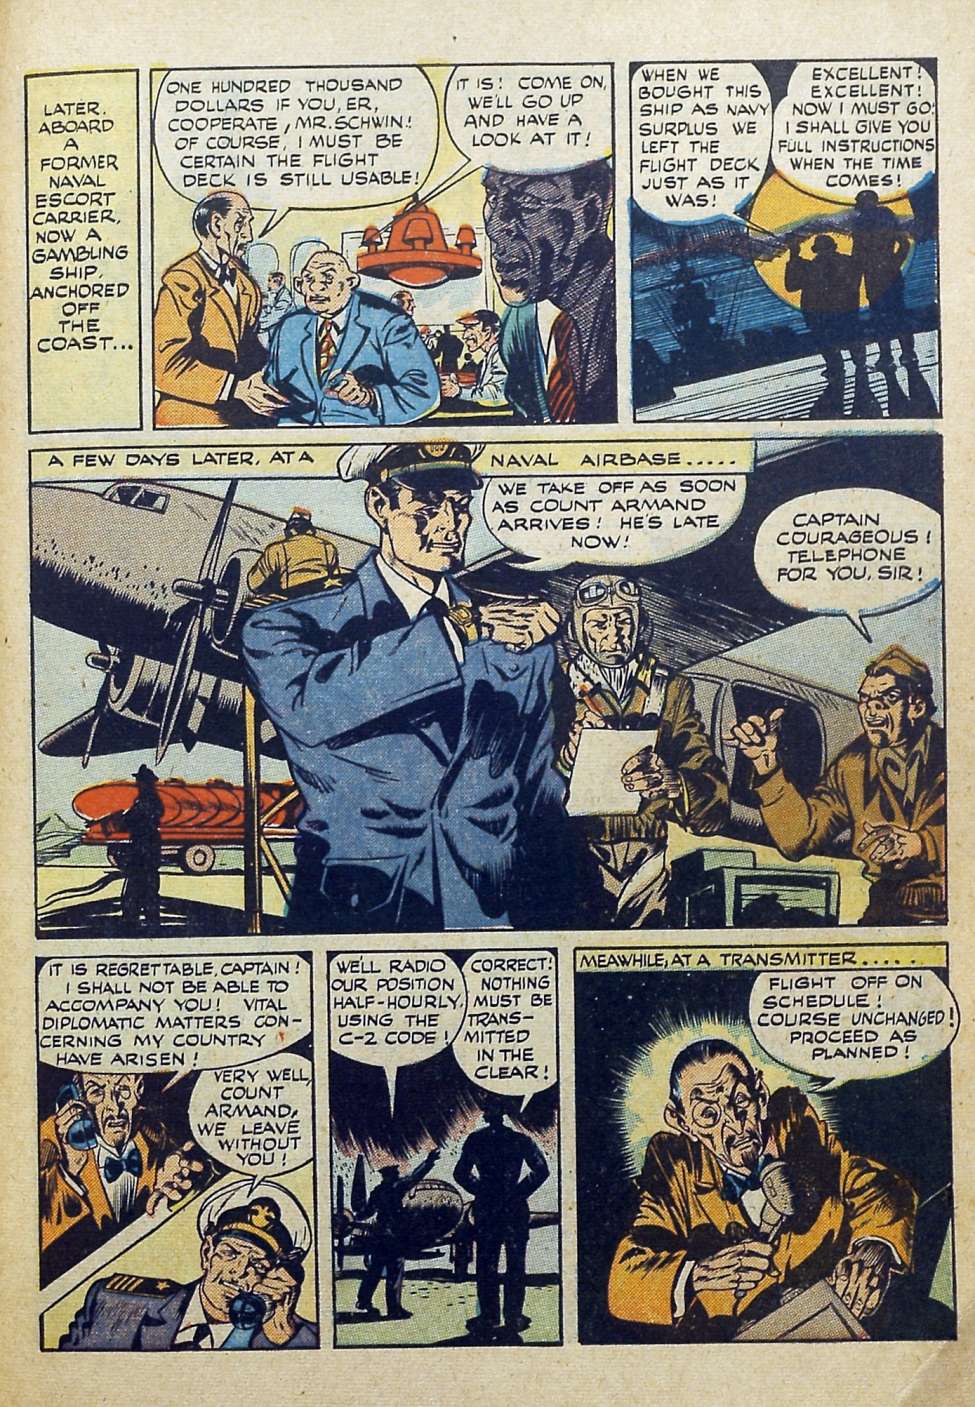 LATER,
ABOARD
A
FORMER
NAVAL
ESCORT
CARRIER,
NOW A
GAMBLING
SHIP,
ANCHORED
OFF
THE
COAST...
ONE HUNDRED THOUSAND
DOLLARS IF YOU, ER,
COOPERATE, MR. SCHWIN!
OF COURSE, I MUST BE
CERTAIN THE FLIGHT
DECK IS STILL USABLE!
IT IS! COME ON,
WE'LL GO UP
AND HAVE A
LOOK AT IT!
WHEN WE
BOUGHT THIS
SHIP AS NAVY
SURPLUS WE
LEFT THE
FLIGHT DECK
JUST AS IT
WAS!
EXCELLENT!
EXCELLENT!
NOW I MUST GO!
I SHALL GIVE YOU
FULL INSTRUCTIONS
WHEN THE TIME
COMES!
A FEW DAYS LATER, AT A NAVAL AIRBASE.....
WE TAKE OFF AS SOON
AS COUNT ARMAND
ARRIVES! HE'S LATE
NOW!
CAPTAIN
COURAGEOUS!
TELEPHONE
FOR YOU, SIR!
IT IS REGRETTABLE, CAPTAIN!
I SHALL NOT BE ABLE TO
ACCOMPANY YOU! VITAL
DIPLOMATIC MATTERS CON-
CERNING MY COUNTRY
HAVE ARISEN!
VERY WELL,
COUNT
ARMAND,
WE LEAVE
WITHOUT
YOU!
WE'LL RADIO
OUR POSITION
HALF-HOURLY,
USING THE
C-2 CODE!
CORRECT!
NOTHING
MUST BE
TRANS-
MITTED
IN THE
CLEAR!
MEAWHILE, AT A TRANSMITTER......
FLIGHT OFF ON
SCHEDULE!
COURSE UNCHANGED!
PROCEED AS
PLANNED!